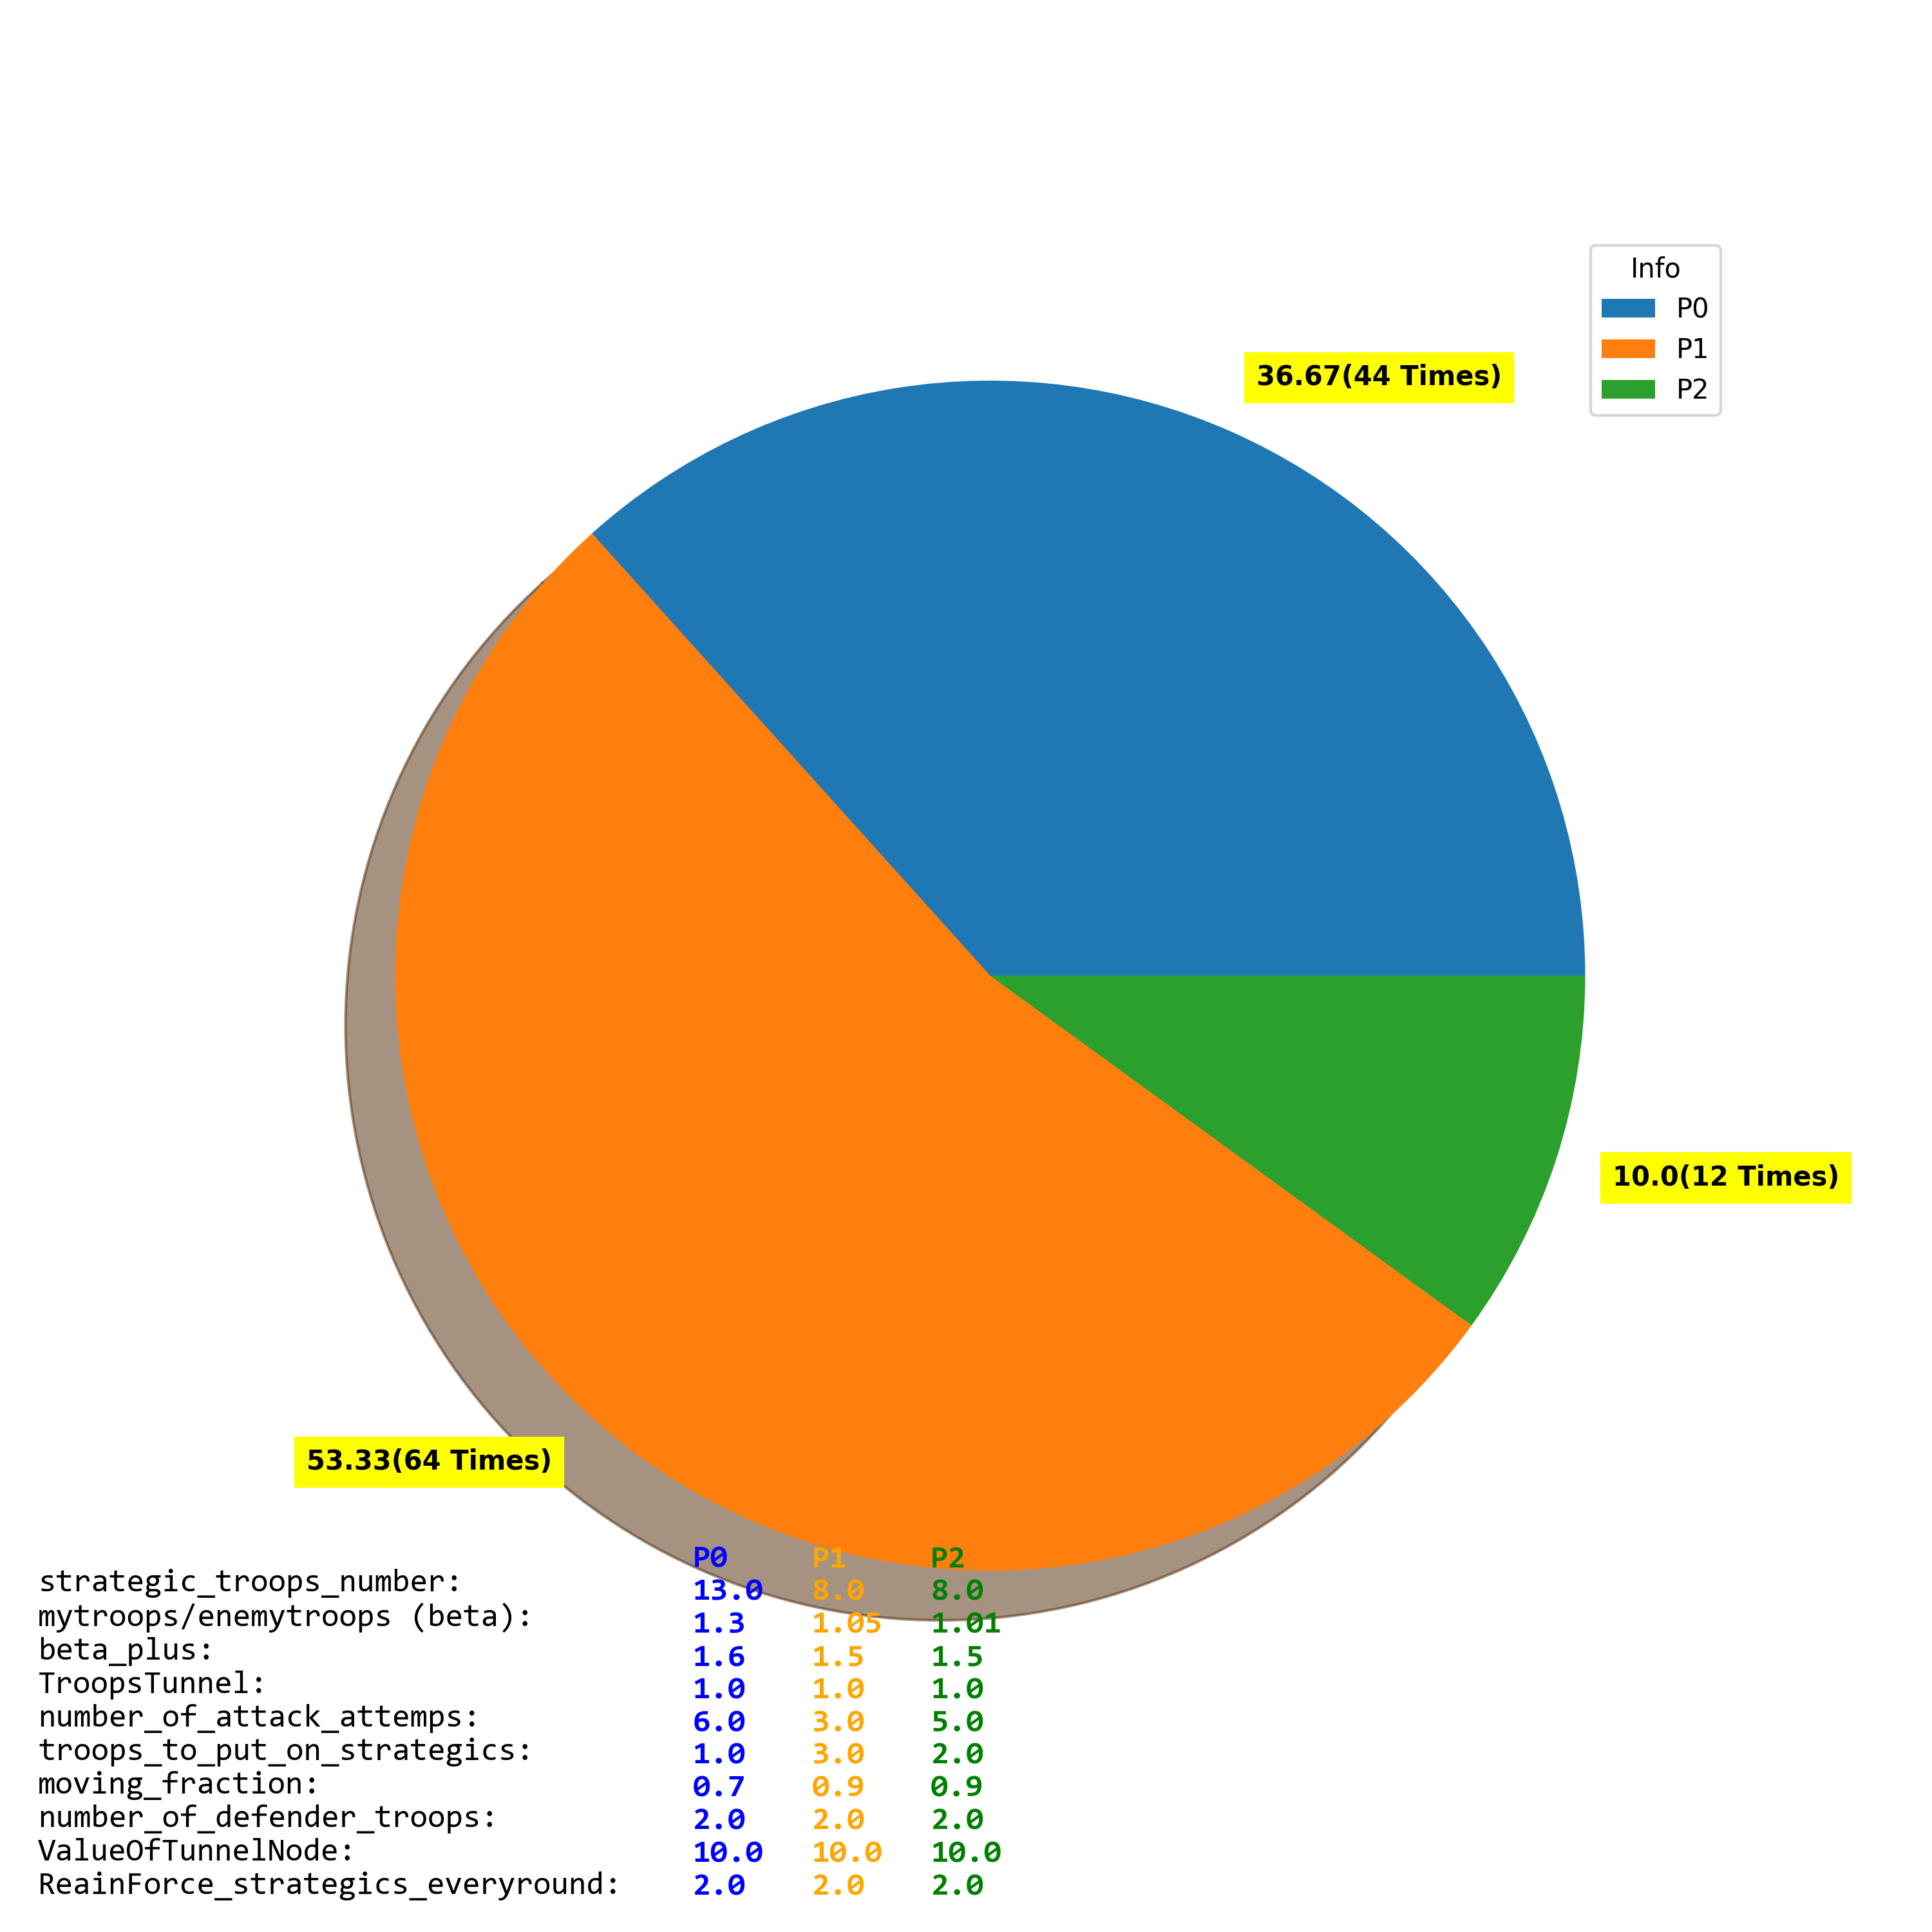 Info
P0
P1
P2
36.67(44 Times)
10.0(12 Times)
53.33(64 Times)
P0 P1 P2
strategic_troops_number: 13.0 8.0 8.0
mytroops/enemytroops (beta): 1.3 1.05 1.01
beta_plus: 1.6 1.5 1.5
TroopsTunnel: 1.0 1.0 1.0
number_of_attack_attemps: 6.0 3.0 5.0
troops_to_put_on_strategics: 1.0 3.0 2.0
moving_fraction: 0.7 0.9 0.9
number_of_defender_troops: 2.0 2.0 2.0
ValueOfTunnelNode: 10.0 10.0 10.0
ReainForce_strategics_everyround: 2.0 2.0 2.0